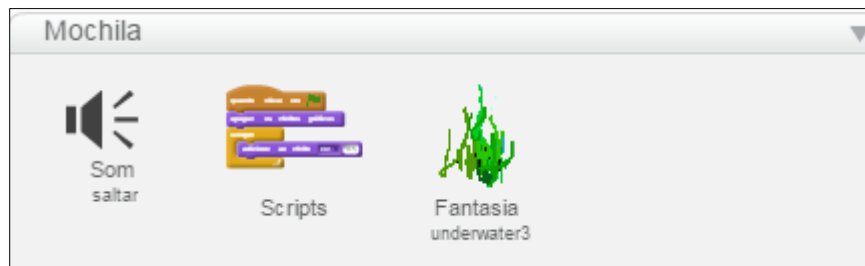 Mochila
Som
saltar
Scripts
Fantasia
underwater3